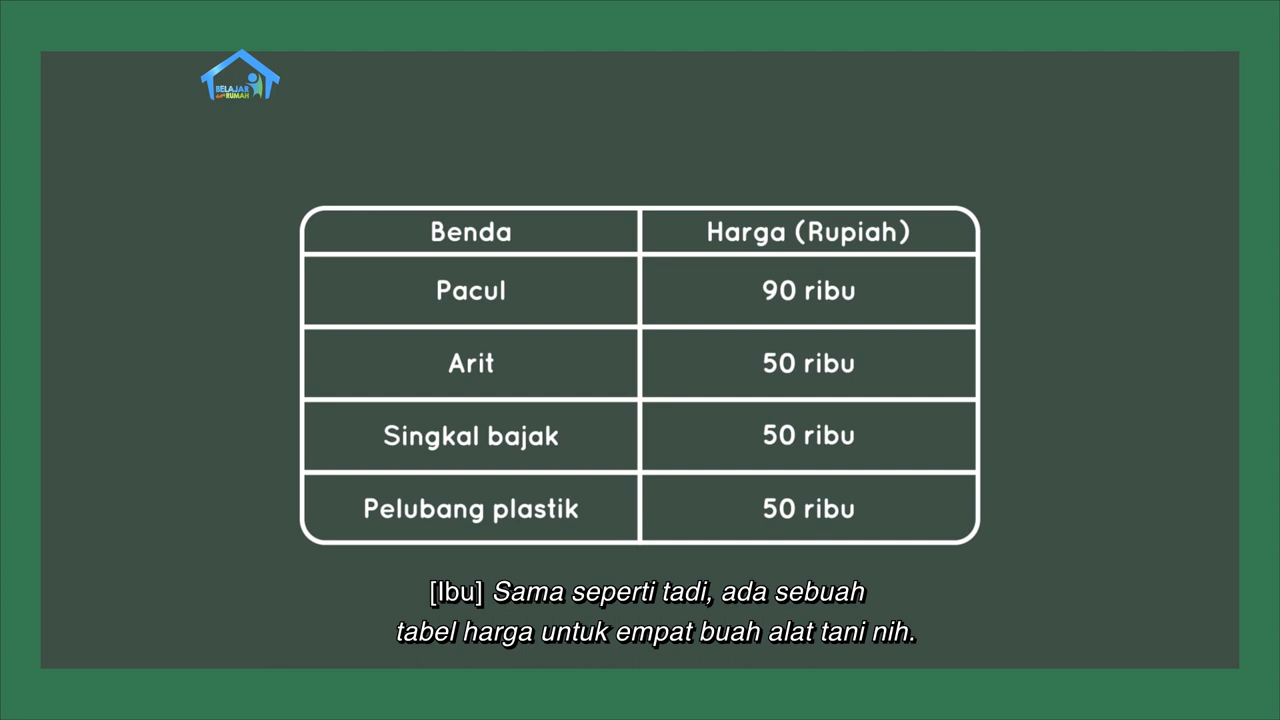 BELAJAR
dari RUMAH
Benda Harga (Rupiah)
Pacul 90 ribu
Arit 50 ribu
Singkal bajak 50 ribu
Pelubang plastik 50 ribu
[Ibu] Sama seperti tadi, ada sebuah
tabel harga untuk empat buah alat tani nih.